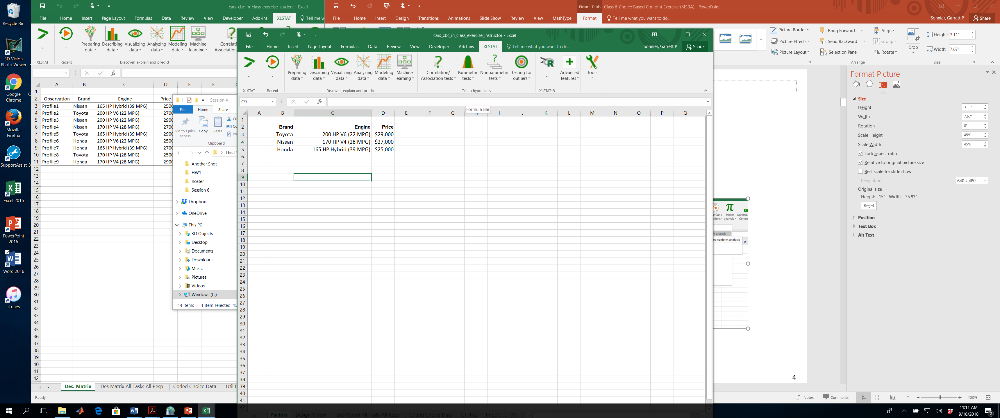 Recycle Bin
3D Vision
Photo Viewer
Google
Chrome
Mozilla
Firefox
SupportAssist
Excel 2016
PowerPoint
2016
Word 2016
iTunes
cars_cbc_in_class_exercise_student - Excel
File Home Insert Page Layout Formulas Data Review View Developer Add-ins XLSTAT Tell me w
Preparing data Describing data Visualizing data Analyzing data Modeling data Machine learning
XLSTAT Recent Discover, explain and predict
A B C D E F
Observation Brand Engine Price
Profile1 Nissan 165 HP Hybrid (39 MPG) 2500
Profile2 Toyota 200 HP V6 (22 MPG) 2700
Profile3 Nissan 200 HP V6 (22 MPG) 2900
Profile4 Nissan 170 HP V4 (28 MPG) 2700
Profile5 Toyota 165 HP Hybrid (39 MPG) 2900
Profile6 Honda 200 HP V6 (22 MPG) 2500
Profile7 Honda 165 HP Hybrid (39 MPG) 2700
Profile8 Toyota 170 HP V4 (28 MPG) 2500
Profile9 Honda 170 HP V4 (28 MPG) 2900
Des. Matrix Des Matrix All Tasks All Resp Coded Choice Data Utiliti
Ready
Session 4
File Home Share
Pin to Quick access Copy Paste
Clipboard
This P
Another Shot
HW1
Roster
Session 6
Dropbox
OneDrive
This PC
3D Objects
Desktop
Documents
Downloads
Music
Pictures
Videos
Windows (C:)
14 items 1 item selected 15
cars_cbc_in_class_exercise_instructor - Excel
File Home Insert Page Layout Formulas Data Review View Developer Add-ins XLSTAT Tell me what you want to do... Sonnier, Garrett P Share
Preparing data Describing data Visualizing data Analyzing data Modeling data Machine learning Correlation/ Association tests Parametric tests Nonparametric tests Testing for outliers Advanced features Tools
XLSTAT Recent Discover, explain and predict Test a hypothesis XLSTAT-R
C9
Formula Bar
A B C D E F G H I J K L M N O P Q
Brand Engine Price
Toyota 200 HP V6 (22 MPG) $29,000
Nissan 170 HP V4 (28 MPG) $27,000
Honda 165 HP Hybrid (39 MPG) $25,000
Factors Design Matrix Des Matrix All Tasks All Resp Coded Choice Data Utilities Import ...
Picture Tools Class 6-Choice Based Conjoint Exercise (MSBA) - PowerPoint
File Home Insert Design Transitions Animations Slide Show Review View MathType Format Tell me what you want to do... Sonnier, Garrett P Share
Picture Border
Picture Effects
Picture Layout
Bring Forward
Send Backward
Selection Pane
Align
Group
Rotate
Arrange
Crop
Height: 3.11"
Width: 7.67"
Size
Format Picture
Size
Height 3.11"
Width 7.67"
Rotation 0°
Scale Height 45%
Scale Width 45%
Lock aspect ratio
Relative to original picture size
Best scale for slide show
Resolution 640 x 480
Original size
Height: 15" Width: 35.83"
Reset
Position
Text Box
Alt Text
Carlo Power analysis
conjoint analysis
R
4
Notes Comments 120%
11:11 AM
9/18/2018
2